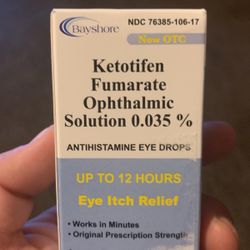 Bayshore
NDC 76385-106-17
New OTC
Ketotifen
Fumarate
Ophthalmic
Solution 0.035 %
ANTIHISTAMINE EYE DROPS
UP TO 12 HOURS
Eye Itch Relief
• Works in Minutes
• Original Prescription Strength